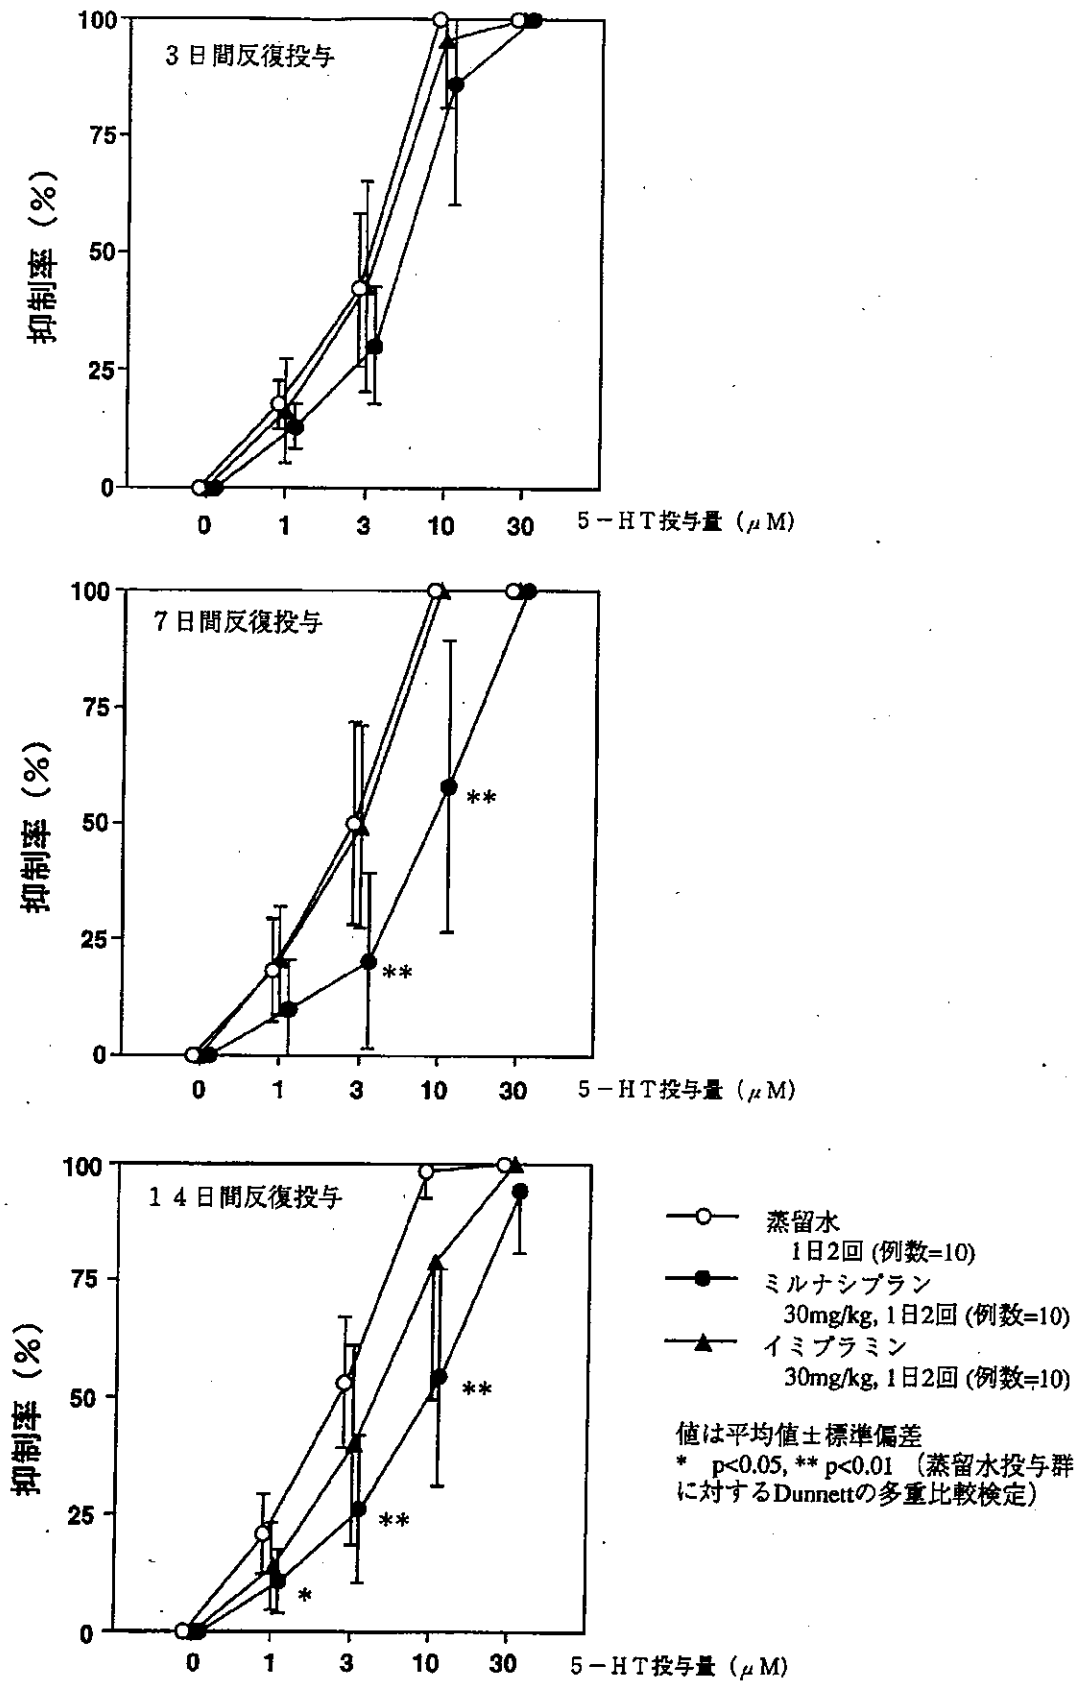 3日間反復投与
100
75
50
25
0
抑制率 (%)
0 1 3 10 30 5-HT投与量 (μM)
7日間反復投与
100
75
50
25
0
抑制率 (%)
**
**
0 1 3 10 30 5-HT投与量 (μM)
14日間反復投与
100
75
50
25
0
抑制率 (%)
**
**
*
0 1 3 10 30 5-HT投与量 (μM)
蒸留水
1日2回 (例数=10)
ミルナシプラン
30mg/kg, 1日2回 (例数=10)
イミプラミン
30mg/kg, 1日2回 (例数=10)
値は平均値±標準偏差
* p<0.05, ** p<0.01 (蒸留水投与群
に対するDunnettの多重比較検定)